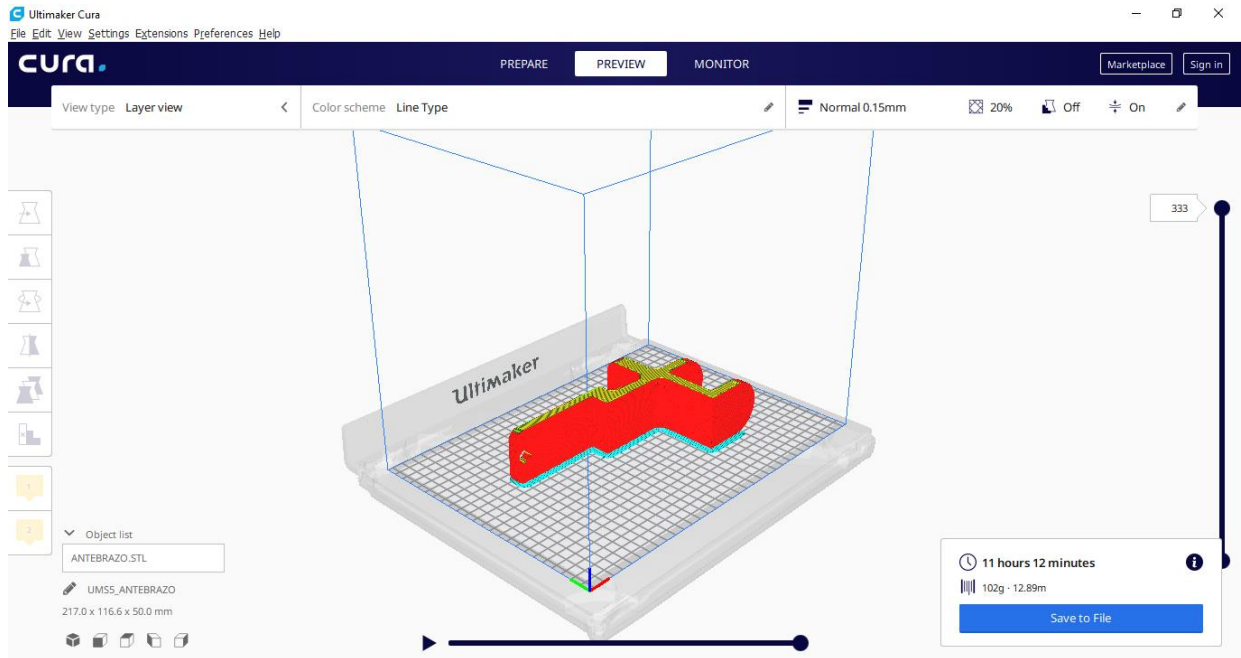 Ultimaker Cura
File Edit View Settings Extensions Preferences Help
cura.
PREPARE PREVIEW MONITOR
Marketplace Sign in
View type Layer view
Color scheme Line Type
Normal 0.15mm 20% Off On
333
Ultimaker
1
2
Object list
ANTEBRAZO.STL
UMS5_ANTEBRAZO
217.0 x 116.6 x 50.0 mm
11 hours 12 minutes
102g · 12.89m
Save to File